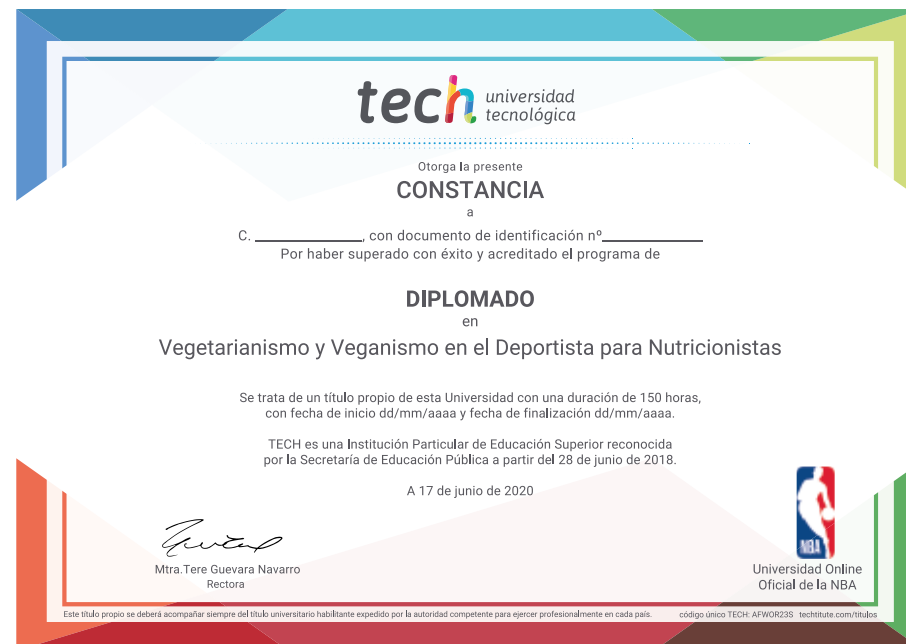 tech universidad
tecnológica
Otorga la presente
CONSTANCIA
a
C. ______________, con documento de identificación nº_____________
Por haber superado con éxito y acreditado el programa de
DIPLOMADO
en
Vegetarianismo y Veganismo en el Deportista para Nutricionistas
Se trata de un título propio de esta Universidad con una duración de 150 horas,
con fecha de inicio dd/mm/aaaa y fecha de finalización dd/mm/aaaa.
TECH es una Institución Particular de Educación Superior reconocida
por la Secretaría de Educación Pública a partir del 28 de junio de 2018.
A 17 de junio de 2020
Mtra.Tere Guevara Navarro
Rectora
NBA
Universidad Online
Oficial de la NBA
Este título propio se deberá acompañar siempre del título universitario habilitante expedido por la autoridad competente para ejercer profesionalmente en cada país. código único TECH: AFWOR23S techtitute.com/titulos